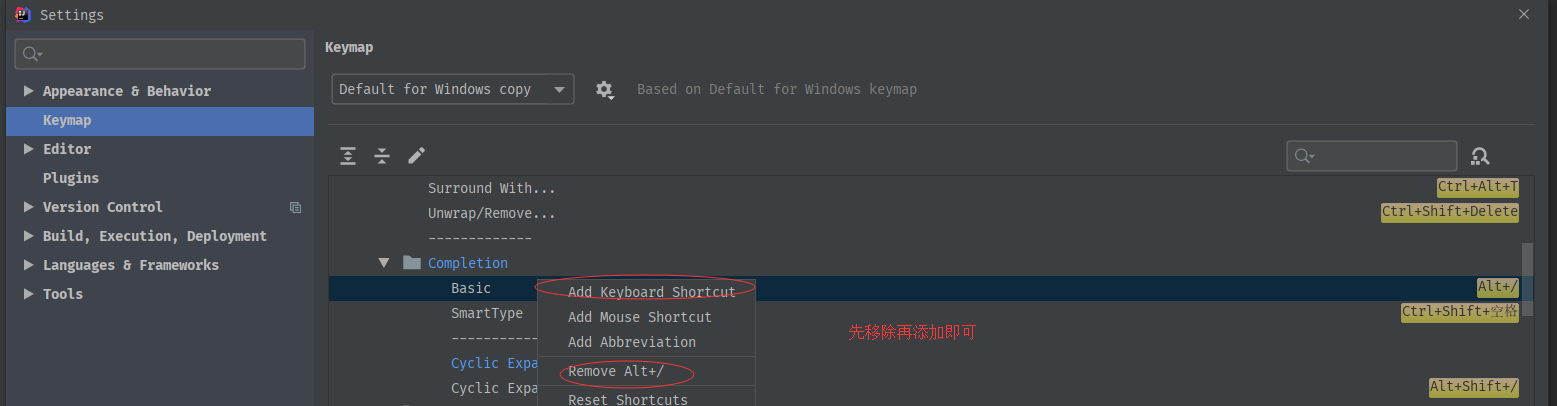 Settings
Keymap
Appearance & Behavior
Keymap
Editor
Plugins
Version Control
Build, Execution, Deployment
Languages & Frameworks
Tools
Default for Windows copy
Based on Default for Windows keymap
Surround With...
Ctrl+Alt+T
Unwrap/Remove...
Ctrl+Shift+Delete
-------------
Completion
Basic
Alt+/
SmartType
Ctrl+Shift+空格
-----------
Cyclic Expa
Cyclic Expa
Alt+Shift+/
Add Keyboard Shortcut
Add Mouse Shortcut
Add Abbreviation
Remove Alt+/
Reset Shortcuts
先移除再添加即可